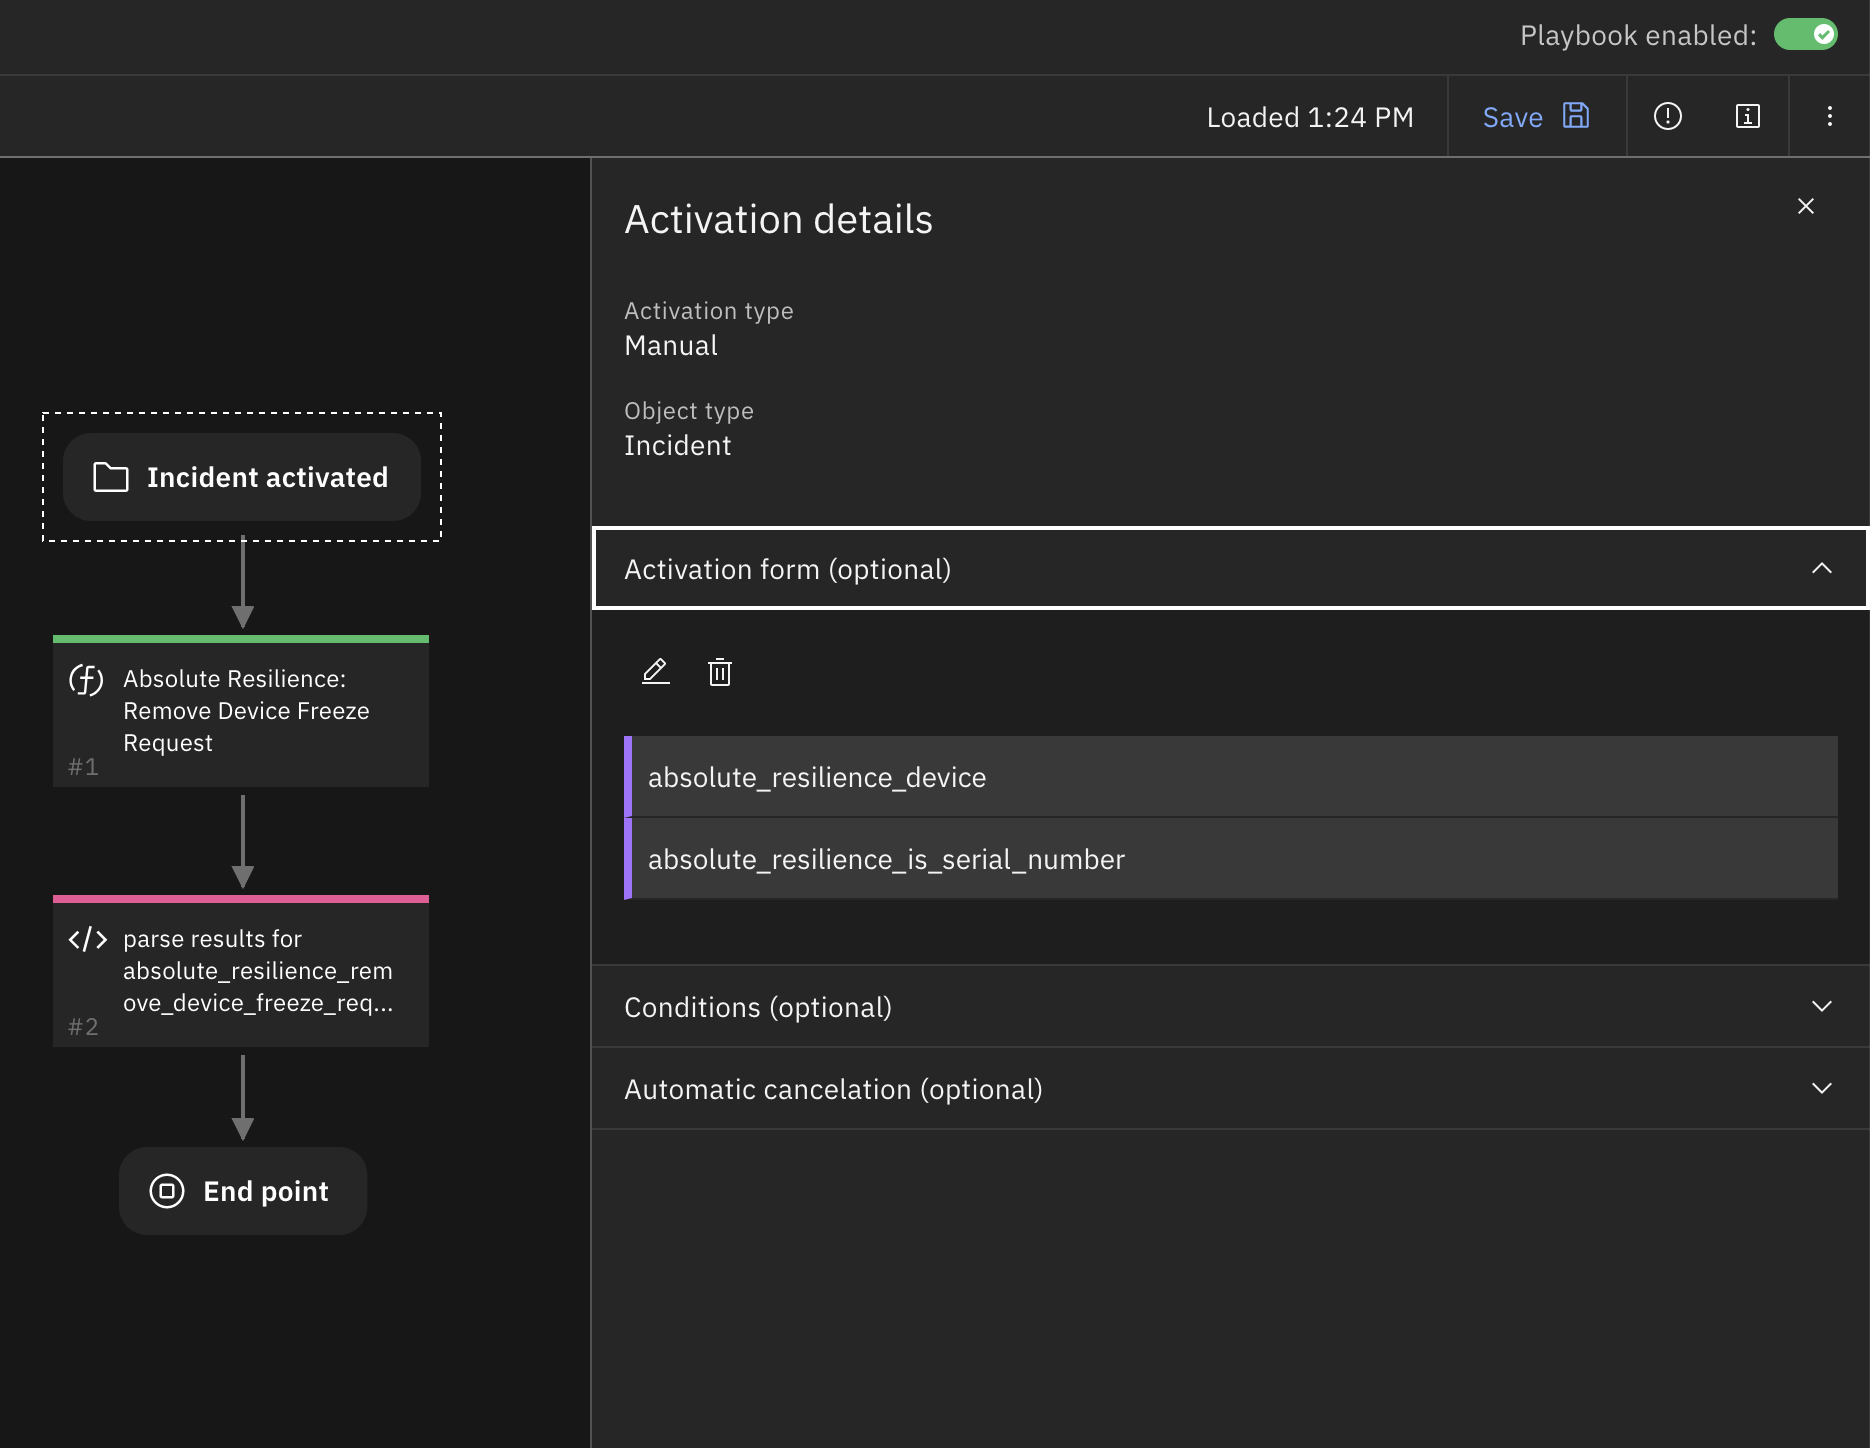 Playbook enabled:
Loaded 1:24 PM
Save
Activation details
Activation type
Manual
Object type
Incident
Incident activated
Activation form (optional)
Absolute Resilience:
Remove Device Freeze
Request
#1
absolute_resilience_device
absolute_resilience_is_serial_number
parse results for
absolute_resilience_rem
ove_device_freeze_req...
#2
Conditions (optional)
Automatic cancelation (optional)
End point